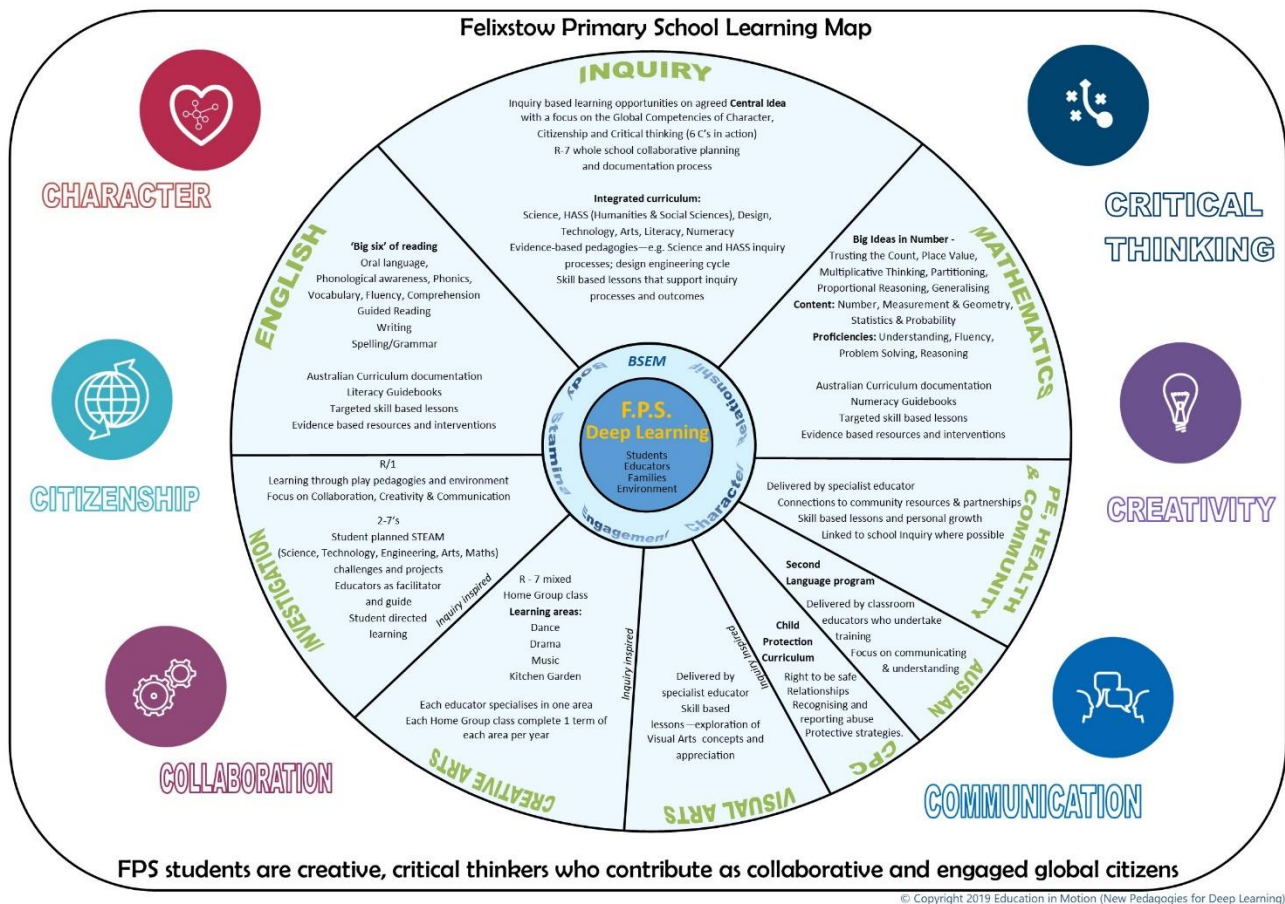 Felixstow Primary School Learning Map
CHARACTER
CRITICAL
THINKING
CITIZENSHIP
CREATIVITY
COLLABORATION
COMMUNICATION
INQUIRY
Inquiry based learning opportunities on agreed Central Idea
with a focus on the Global Competencies of Character,
Citizenship and Critical thinking (6 C's in action)
R-7 whole school collaborative planning
and documentation process
Integrated curriculum:
Science, HASS (Humanities & Social Sciences), Design,
Technology, Arts, Literacy, Numeracy
Evidence-based pedagogies—e.g. Science and HASS inquiry
processes; design engineering cycle
Skill based lessons that support inquiry
processes and outcomes
ENGLISH
'Big six' of reading
Oral language,
Phonological awareness, Phonics,
Vocabulary, Fluency, Comprehension
Guided Reading
Writing
Spelling/Grammar
Australian Curriculum documentation
Literacy Guidebooks
Targeted skill based lessons
Evidence based resources and interventions
MATHEMATICS
Big Ideas in Number -
Trusting the Count, Place Value,
Multiplicative Thinking, Partitioning,
Proportional Reasoning, Generalising
Content: Number, Measurement & Geometry,
Statistics & Probability
Proficiencies: Understanding, Fluency,
Problem Solving, Reasoning
Australian Curriculum documentation
Numeracy Guidebooks
Targeted skill based lessons
Evidence based resources and interventions
BSEM
Body
Relationship
Stamina
Engagement
Character
F.P.S.
Deep Learning
Students
Educators
Families
Environment
INVESTIGATION
R/1
Learning through play pedagogies and environment
Focus on Collaboration, Creativity & Communication
2-7's
Student planned STEAM
(Science, Technology, Engineering, Arts, Maths)
challenges and projects
Educators as facilitator
and guide
Student directed
learning
Inquiry inspired
PE, HEALTH
& COMMUNITY
Delivered by specialist educator
Connections to community resources & partnerships
Skill based lessons and personal growth
Linked to school Inquiry where possible
AUSLAN
Second
Language program
Delivered by classroom
educators who undertake
training
Focus on communicating
& understanding
CPC
Child
Protection
Curriculum
Right to be safe
Relationships
Recognising and
reporting abuse
Protective strategies.
Inquiry Inspired
VISUAL ARTS
Delivered by
specialist educator
Skill based
lessons—exploration of
Visual Arts concepts and
appreciation
Inquiry inspired
CREATIVE ARTS
R - 7 mixed
Home Group class
Learning areas:
Dance
Drama
Music
Kitchen Garden
Each educator specialises in one area
Each Home Group class complete 1 term of
each area per year
FPS students are creative, critical thinkers who contribute as collaborative and engaged global citizens
© Copyright 2019 Education in Motion (New Pedagogies for Deep Learning)